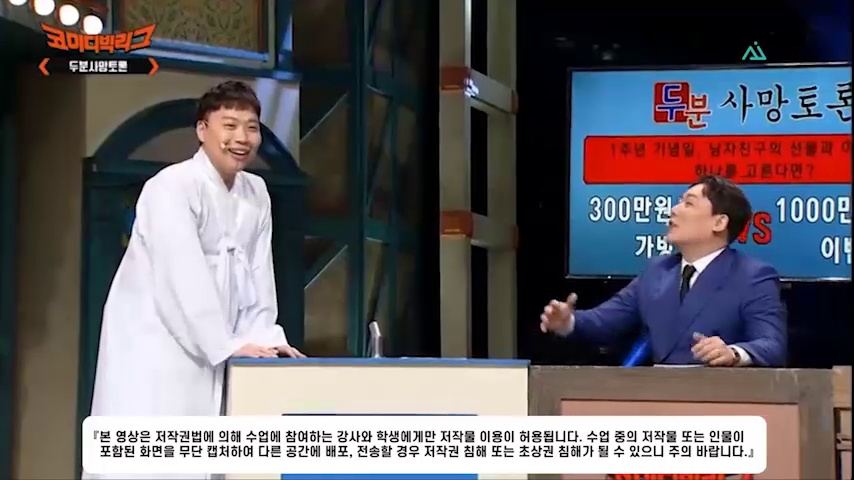 코미디빅리그
두분사망토론
두분 사망토론
1주년 기념일, 남자친구의 선물과 이
하나를 고른다면?
300만원 VS 1000만
가방 이벤
『본 영상은 저작권법에 의해 수업에 참여하는 강사와 학생에게만 저작물 이용이 허용됩니다. 수업 중의 저작물 또는 인물이
포함된 화면을 무단 캡처하여 다른 공간에 배포, 전송할 경우 저작권 침해 또는 초상권 침해가 될 수 있으니 주의 바랍니다.』